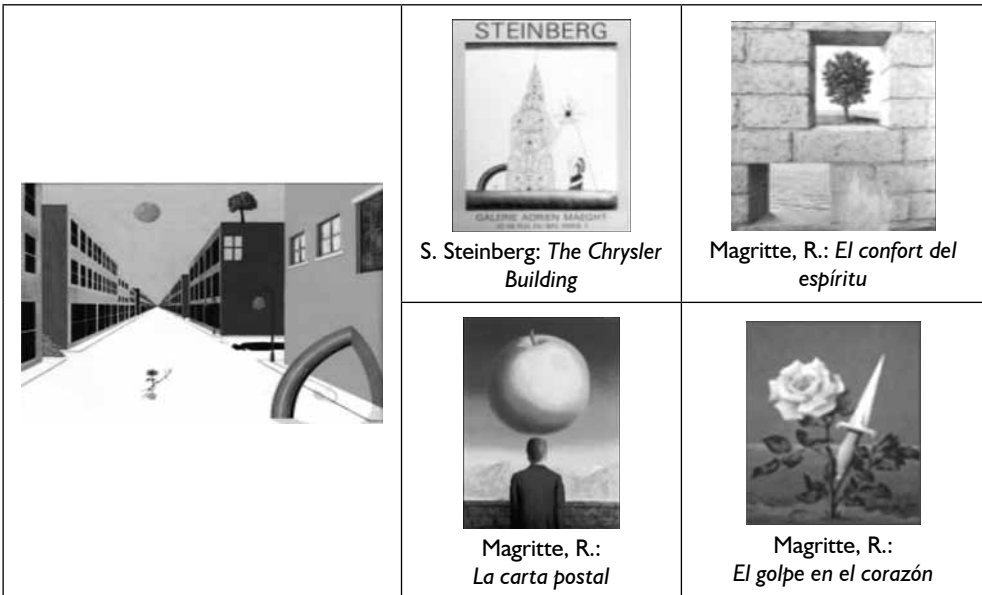 STEINBERG
GALERIE ADRIEN MAEGHT
S. Steinberg: The Chrysler
Building
Magritte, R.: El confort del
espíritu
Magritte, R.:
La carta postal
Magritte, R.:
El golpe en el corazón